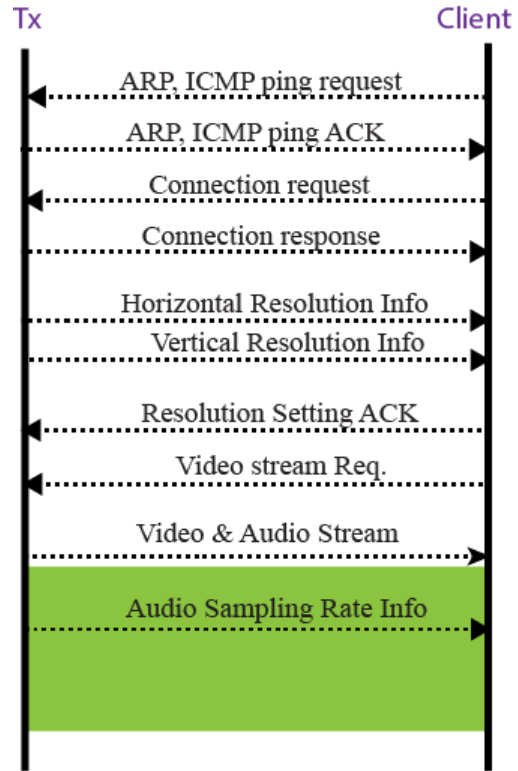 Tx
Client
ARP, ICMP ping request
ARP, ICMP ping ACK
Connection request
Connection response
Horizontal Resolution Info
Vertical Resolution Info
Resolution Setting ACK
Video stream Req.
Video & Audio Stream
Audio Sampling Rate Info